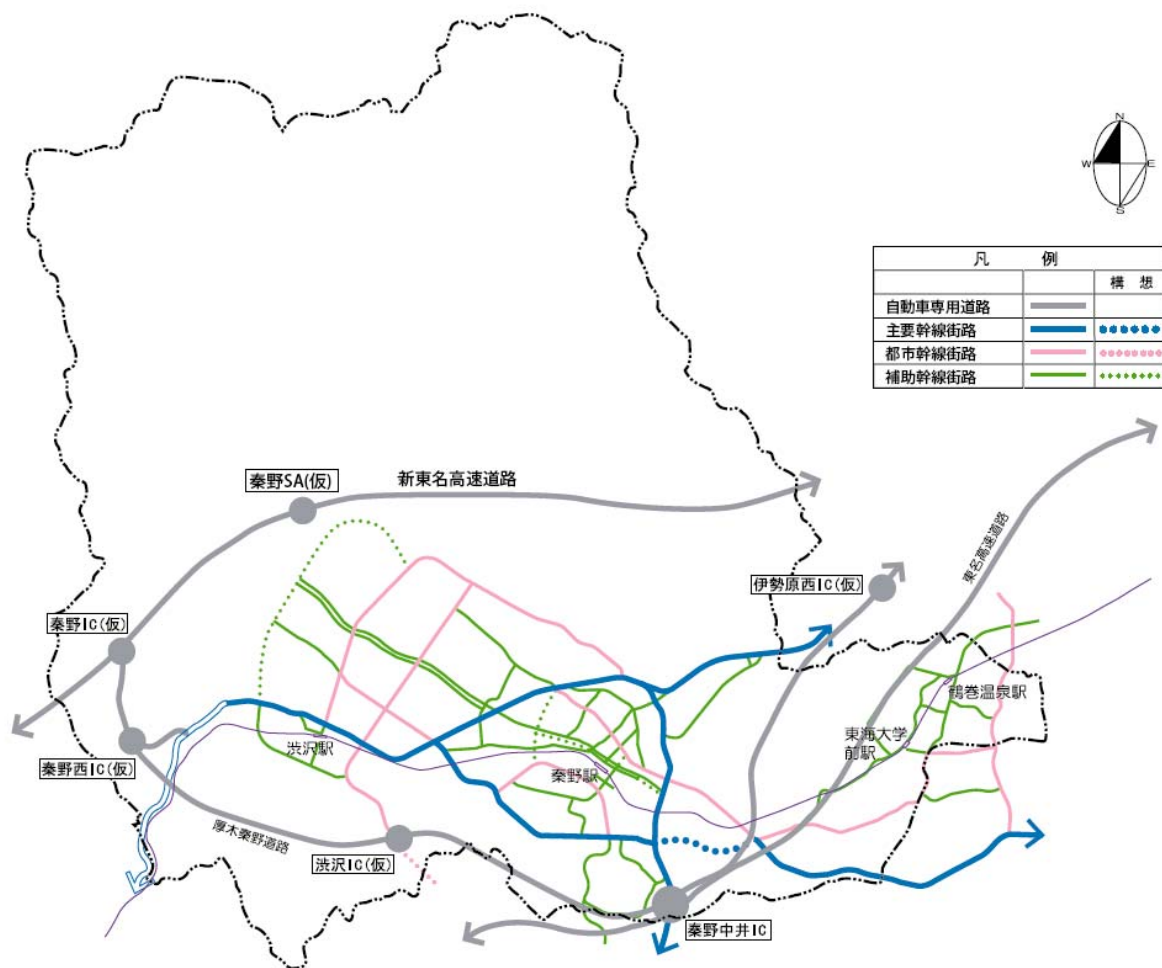 N
W
E
S
凡 例
構 想
自動車専用道路
主要幹線街路
都市幹線街路
補助幹線街路
秦野SA(仮)
新東名高速道路
東名高速道路
伊勢原西IC(仮)
秦野IC(仮)
鶴巻温泉駅
東海大学
前駅
渋沢駅
秦野西IC(仮)
秦野駅
厚木秦野道路
渋沢IC(仮)
秦野中井IC